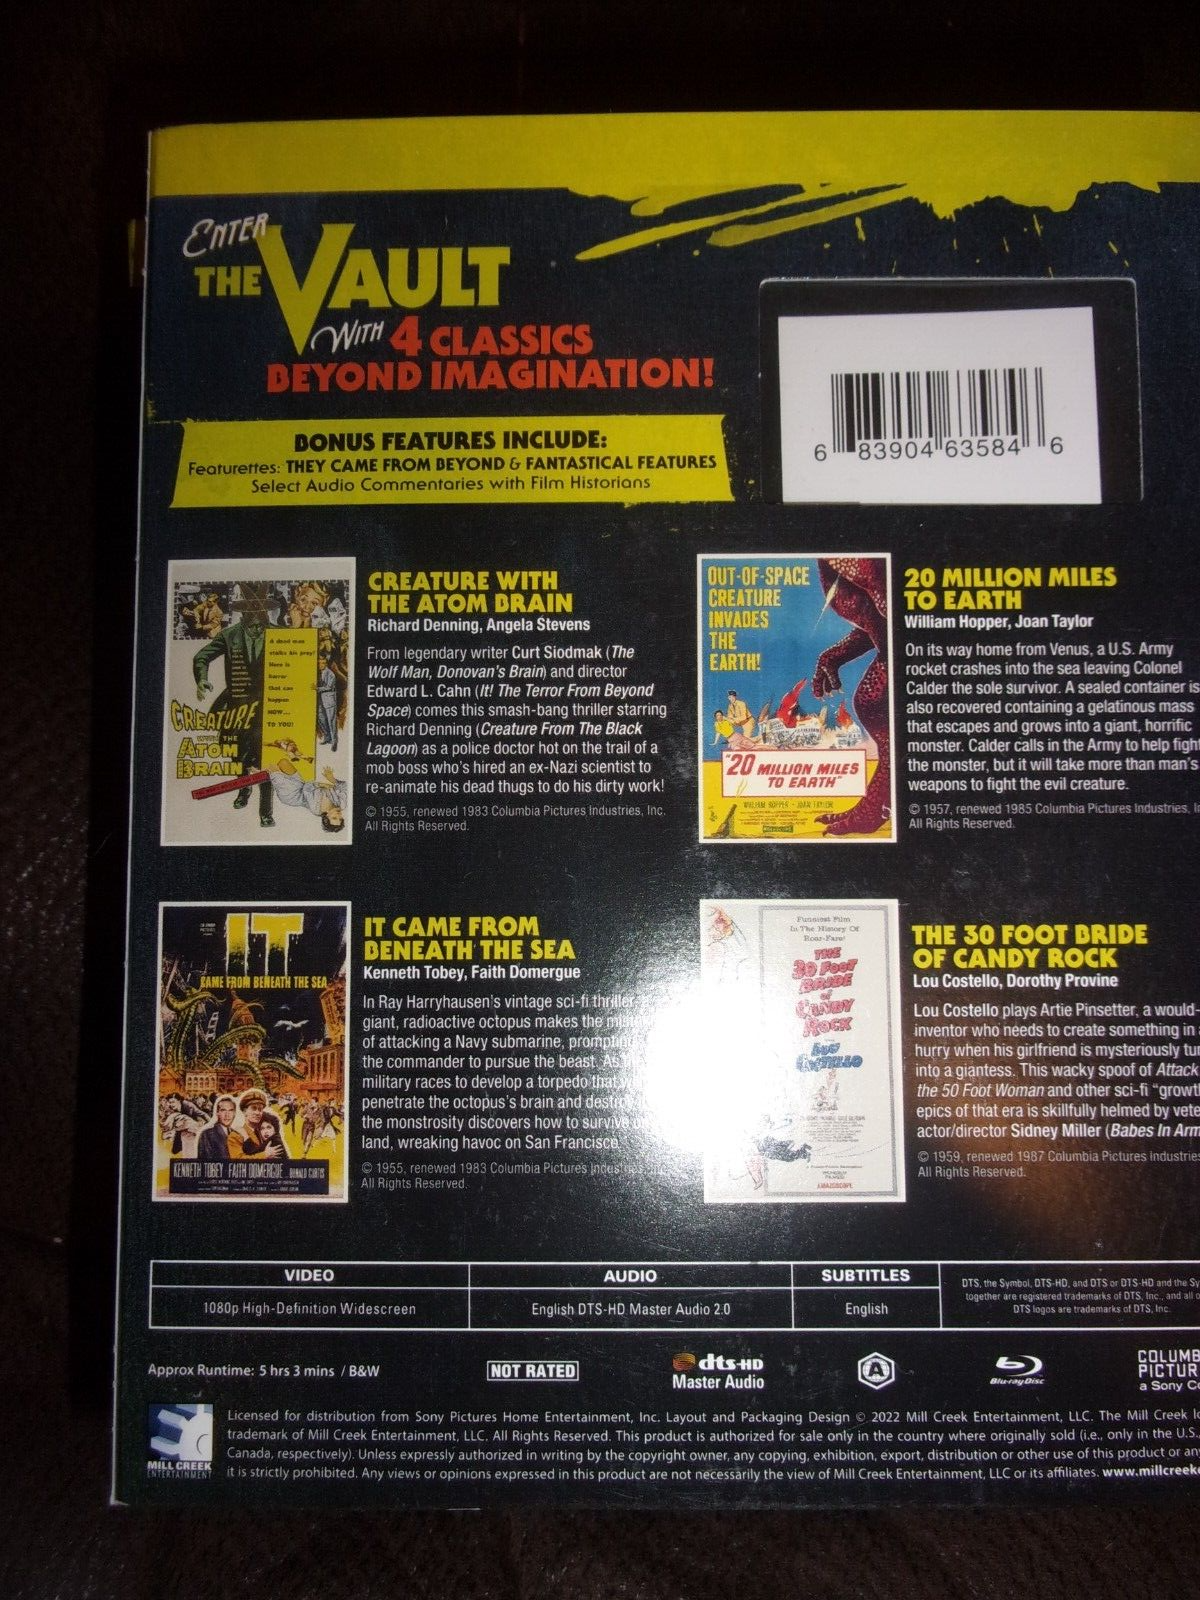 ENTER
THE VAULT
WITH 4 CLASSICS
BEYOND IMAGINATION!
BONUS FEATURES INCLUDE:
Featurettes: THEY CAME FROM BEYOND & FANTASTICAL FEATURES
Select Audio Commentaries with Film Historians
6 83904 63584 6
A dead man
stalks his prey!
Here is
horror
that can
happen
NOW...
TO YOU!
CREATURE
WITH THE
ATOM
BRAIN
CREATURE WITH
THE ATOM BRAIN
Richard Denning, Angela Stevens
From legendary writer Curt Siodmak (The
Wolf Man, Donovan's Brain) and director
Edward L. Cahn (It! The Terror From Beyond
Space) comes this smash-bang thriller starring
Richard Denning (Creature From The Black
Lagoon) as a police doctor hot on the trail of a
mob boss who's hired an ex-Nazi scientist to
re-animate his dead thugs to do his dirty work!
© 1955, renewed 1983 Columbia Pictures Industries, Inc.
All Rights Reserved.
OUT-OF-SPACE
CREATURE
INVADES
THE
EARTH!
"20 MILLION MILES
TO EARTH"
WILLIAM HOPPER · JOAN TAYLOR
20 MILLION MILES
TO EARTH
William Hopper, Joan Taylor
On its way home from Venus, a U.S. Army
rocket crashes into the sea leaving Colonel
Calder the sole survivor. A sealed container is
also recovered containing a gelatinous mass
that escapes and grows into a giant, horrific
monster. Calder calls in the Army to help fight
the monster, but it will take more than man's
weapons to fight the evil creature.
© 1957, renewed 1985 Columbia Pictures Industries,
All Rights Reserved.
IT
CAME FROM BENEATH THE SEA
KENNETH TOBEY FAITH DOMERGUE DONALD CURTIS
IT CAME FROM
BENEATH THE SEA
Kenneth Tobey, Faith Domergue
In Ray Harryhausen's vintage sci-fi thriller,
giant, radioactive octopus makes the
of attacking a Navy submarine,
the commander to pursue the beast. As
military races to develop a torpedo that
penetrate the octopus's brain and
the monstrosity discovers how to survive
land, wreaking havoc on San Francisco.
© 1955, renewed 1983 Columbia Pictures
All Rights Reserved.
Funniest Film
In The History Of
Roar-Fare!
THE
30 FOOT
BRIDE
of
CANDY
ROCK
LOU
COSTELLO
THE 30 FOOT BRIDE
OF CANDY ROCK
Lou Costello, Dorothy Provine
Lou Costello plays Artie Pinsetter, a would-
inventor who needs to create something in
hurry when his girlfriend is mysteriously
into a giantess. This wacky spoof of Attack
the 50 Foot Woman and other sci-fi
epics of that era is skillfully helmed by
actor/director Sidney Miller (Babes In
© 1959, renewed 1987 Columbia Pictures Industries
All Rights Reserved.
VIDEO AUDIO SUBTITLES
1080p High-Definition Widescreen English DTS-HD Master Audio 2.0 English
DTS, the Symbol, DTS-HD, and DTS or DTS-HD and the
together are registered trademarks of DTS, Inc., and all
DTS logos are trademarks of DTS, Inc.
Approx Runtime: 5 hrs 3 mins / B&W
NOT RATED
dts-HD
Master Audio
A
Blu-ray Disc
a Sony
MILL CREEK
ENTERTAINMENT
Licensed for distribution from Sony Pictures Home Entertainment, Inc. Layout and Packaging Design © 2022 Mill Creek Entertainment, LLC. The Mill Creek
trademark of Mill Creek Entertainment, LLC. All Rights Reserved. This product is authorized for sale only in the country where originally sold (i.e., only in the U.S.
Canada, respectively). Unless expressly authorized in writing by the copyright owner, any copying, exhibition, export, distribution or other use of this product or
it is strictly prohibited. Any views or opinions expressed in this product are not necessarily the view of Mill Creek Entertainment, LLC or its affiliates.